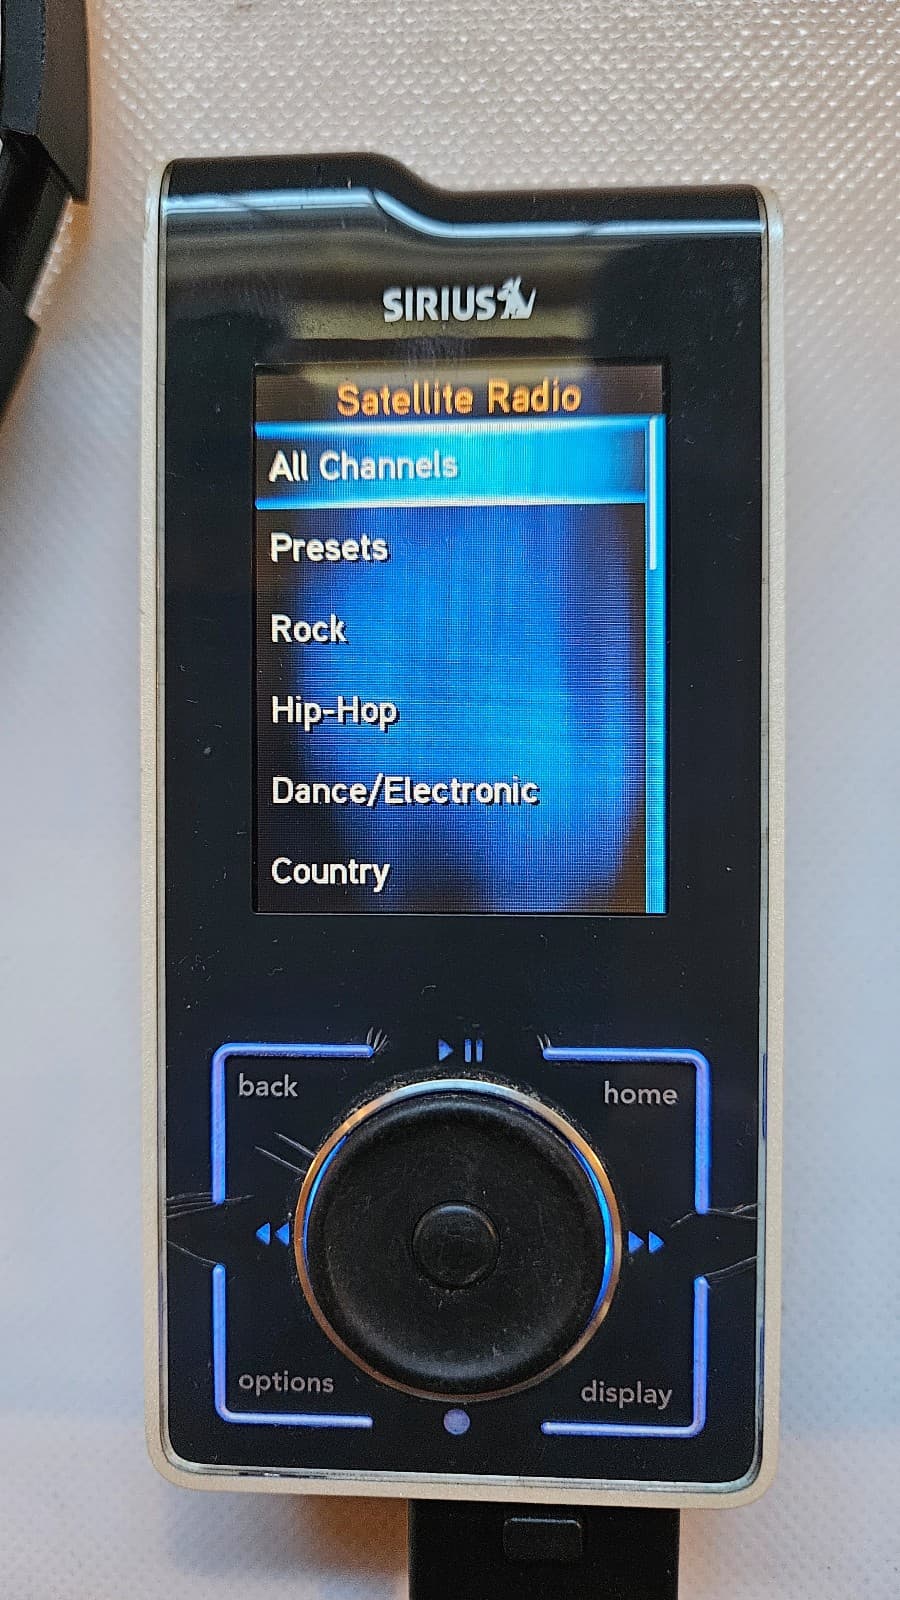 SIRIUS
Satellite Radio
All Channels
Presets
Rock
Hip-Hop
Dance/Electronic
Country
back
home
options
display